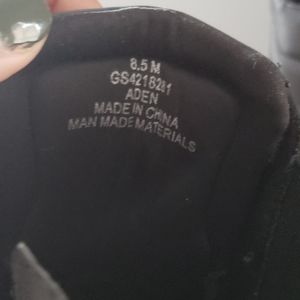 8.5 M
GS4218281
ADEN
MADE IN CHINA
MAN MADE MATERIALS